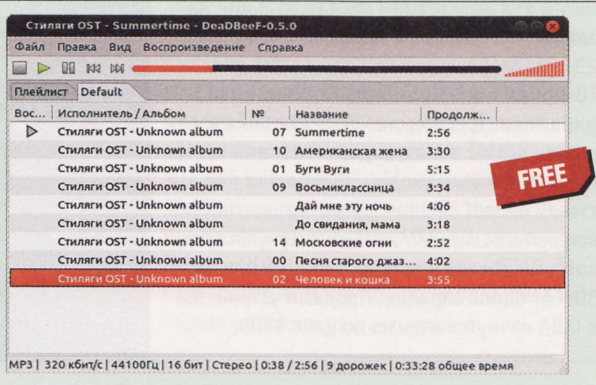 Стиляги OST - Summertime - DeaDBeeF-0.5.0
Файл Правка Вид Воспроизведение Справка
Плейлист Default
Вос... Исполнитель / Альбом № Название Продолж...
Стиляги OST - Unknown album 07 Summertime 2:56
Стиляги OST - Unknown album 10 Американская жена 3:30
Стиляги OST - Unknown album 01 Буги Вуги 5:15
Стиляги OST - Unknown album 09 Восьмиклассница 3:34
Стиляги OST - Unknown album Дай мне эту ночь 4:06
Стиляги OST - Unknown album До свидания, мама 3:18
Стиляги OST - Unknown album 14 Московские огни 2:52
Стиляги OST - Unknown album 00 Песня старого джаз... 4:02
Стиляги OST - Unknown album 02 Человек и кошка 3:55
FREE
MP3 | 320 кбит/с | 44100Гц | 16 бит | Стерео | 0:38 / 2:56 | 9 дорожек | 0:33:28 общее время